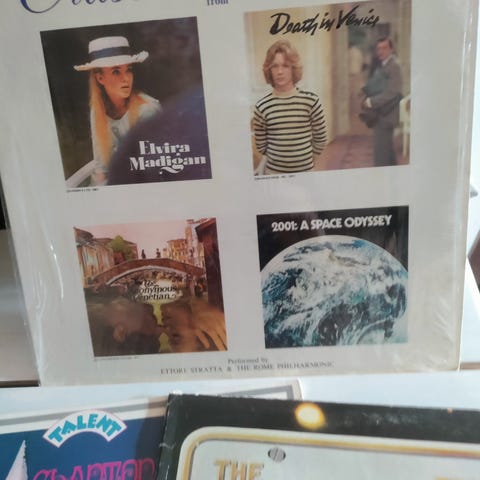 from
Death in Venice
Elvira
Madigan
2001: A SPACE ODYSSEY
The
Anonymous
Venetian
Performed by
ETTORE STRATTA & THE ROME PHILHARMONIC
TALENT
THE